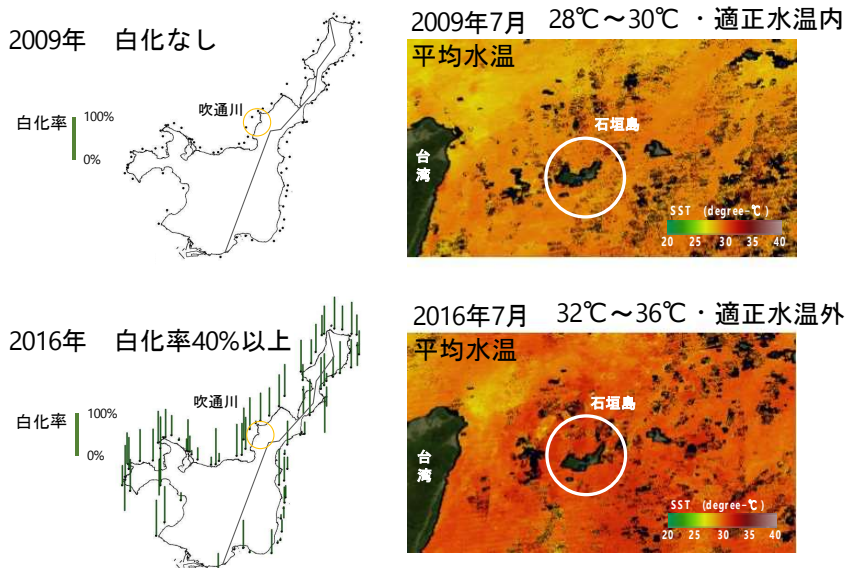 2009年　白化なし
白化率
100%
0%
吹通川
2009年7月　28℃～30℃ ・適正水温内
平均水温
台湾
石垣島
SST (degree-℃)
20 25 30 35 40
2016年　白化率40%以上
白化率
100%
0%
吹通川
2016年7月　32℃～36℃ ・適正水温外
平均水温
台湾
石垣島
SST (degree-℃)
20 25 30 35 40